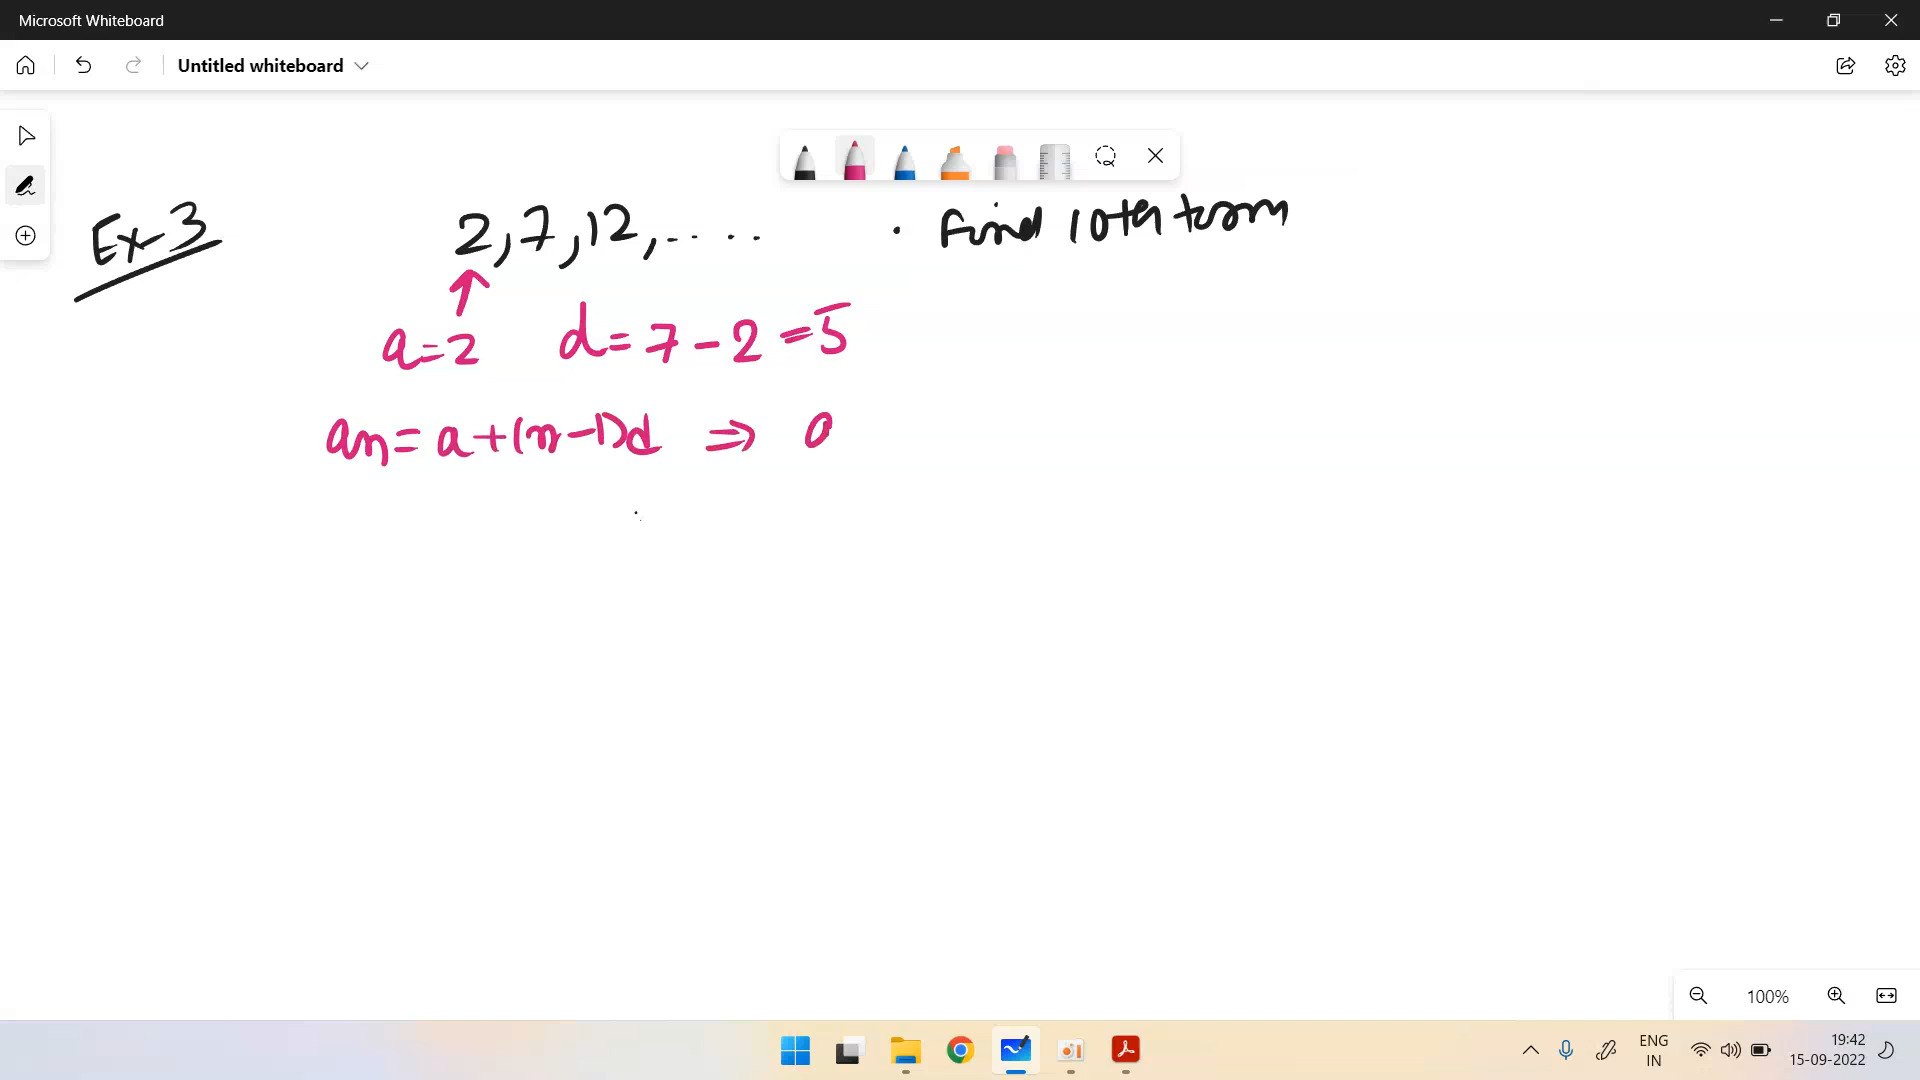 Microsoft Whiteboard
Untitled whiteboard
Ex-3 2, 7, 12, ..... . Find 10th term
a=2 d=7-2=5
an=a+(n-1)d ⇒ a
100%
ENG
IN
19:42
15-09-2022